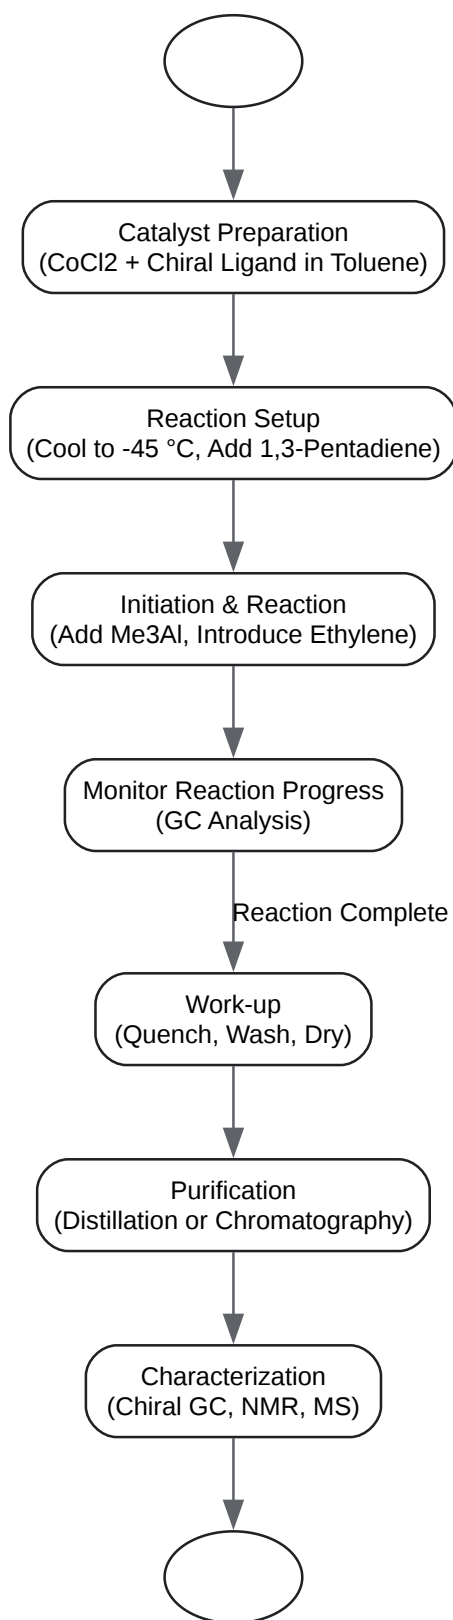 Catalyst Preparation
(CoCl2 + Chiral Ligand in Toluene)
Reaction Setup
(Cool to -45 °C, Add 1,3-Pentadiene)
Initiation & Reaction
(Add Me3Al, Introduce Ethylene)
Monitor Reaction Progress
(GC Analysis)
Reaction Complete
Work-up
(Quench, Wash, Dry)
Purification
(Distillation or Chromatography)
Characterization
(Chiral GC, NMR, MS)